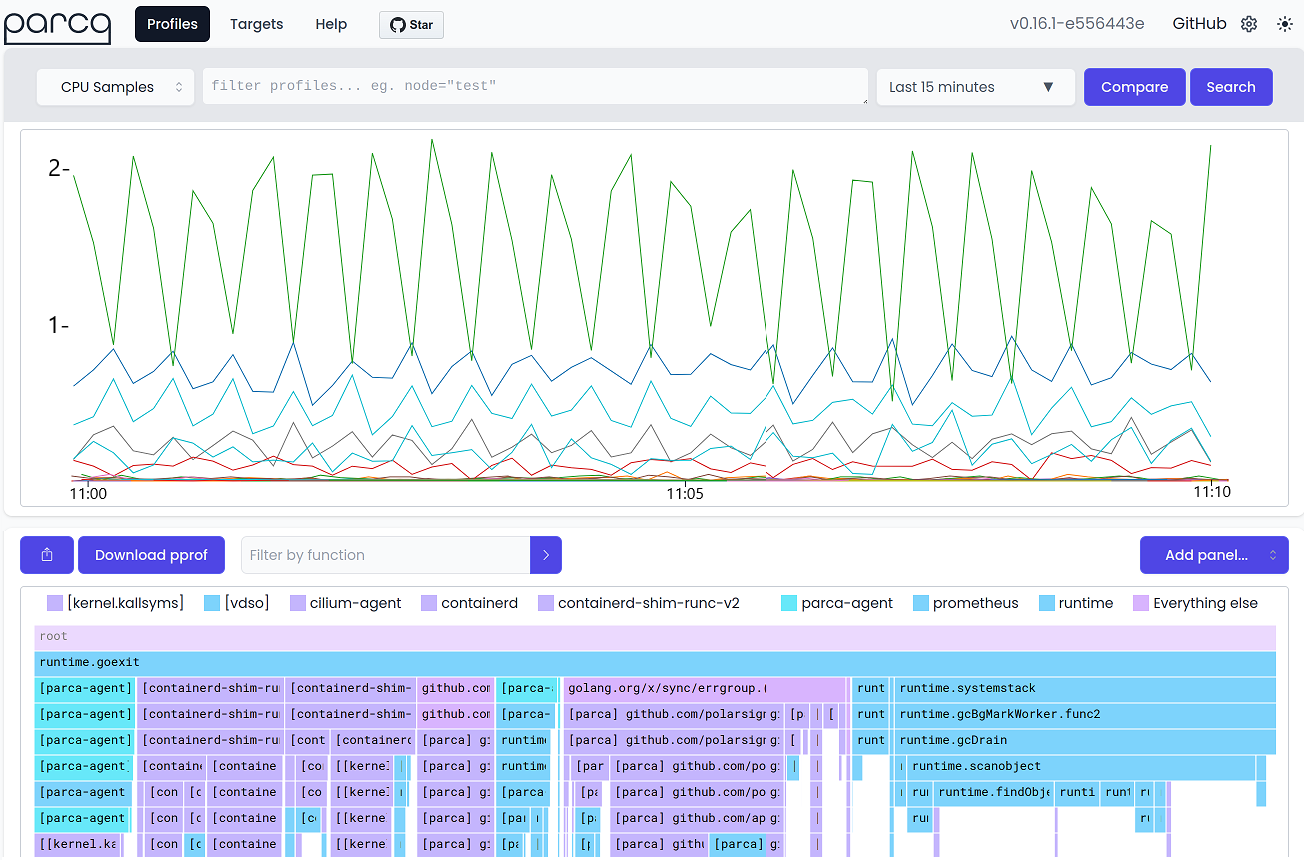 parca Profiles Targets Help Star v0.16.1-e556443e GitHub
CPU Samples filter profiles... eg. node="test" Last 15 minutes ▼ Compare Search
2-
1-
11:00 11:05 11:10
Download pprof Filter by function Add panel...
[kernel.kallsyms] [vdso] cilium-agent containerd containerd-shim-runc-v2 parca-agent prometheus runtime Everything else
root
runtime.goexit
[parca-agent] [containerd-shim-ru [containerd-shim- github.com [parca- golang.org/x/sync/errgroup.( runt runtime.systemstack
[parca-agent] [containerd-shim-ru [containerd-shim- github.com [parca- [parca] github.com/polarsign g: [p runt runtime.gcBgMarkWorker.func2
[parca-agent] [containerd-shim-ru [cont [containerd [parca] g: runtime [parca] github.com/polarsign g: [ runt runtime.gcDrain
[parca-agent] [containe [containe [co [[kerne [parca] g: runtime [par [parca] github.com/po g: runtime.scanobject
[parca-agent [con [c [containe [co [[kerne [parca] g: [parca [pa [parca] github.com/po g: ru runtime.findObje runti runt r
[parca-agent] [con [c [containe [c [[kerne [parca] g: [pa [pa [parca] github.com/ap g: ru r
[[kernel.ka [con [c [containe [[kerne [parca] g: [pa [p [parca] gith [parca] g: